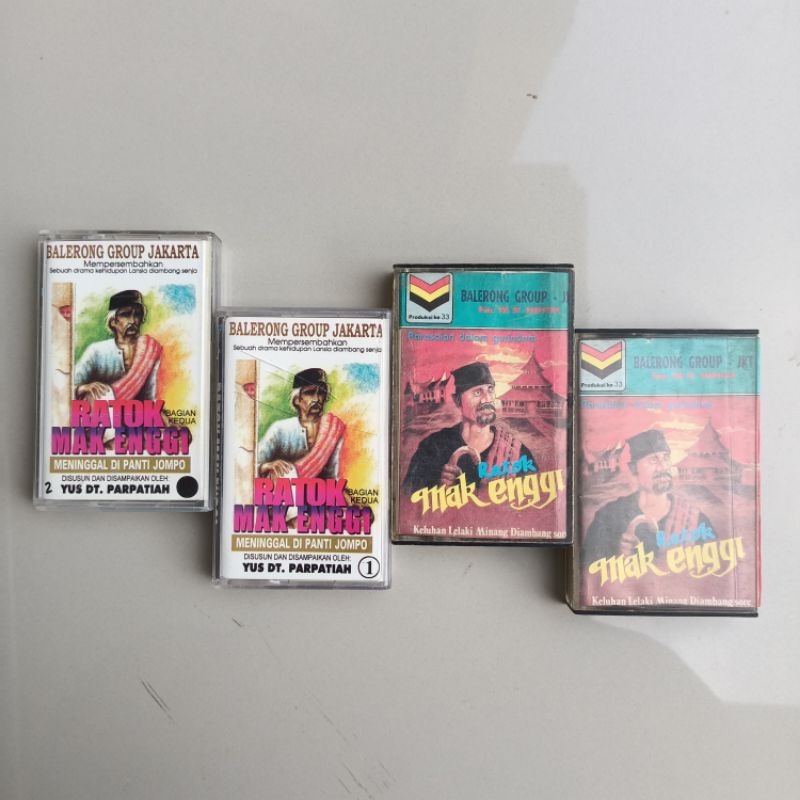 BALERONG GROUP JAKARTA
Mempersembahkan
Sebuah drama kehidupan Lansia diambang senja
RATOK
BAGIAN
KEDUA
MAK ENGGI
MENINGGAL DI PANTI JOMPO
DISUSUN DAN DISAMPAIKAN OLEH:
2 YUS DT. PARPATIAH
BALERONG GROUP JAKARTA
Mempersembahkan
Sebuah drama kehidupan Lansia diambang senja
RATOK
BAGIAN
KEDUA
MAK ENGGI
MENINGGAL DI PANTI JOMPO
DISUSUN DAN DISAMPAIKAN OLEH:
YUS DT. PARPATIAH 1
BALERONG GROUP -
Produksi ke 33
Ratok
mak enggi
Keluhan Lelaki Minang Diambang
BALERONG GROUP - JKT
Produksi ke 33
Ratok
mak enggi
Keluhan Lelaki Minang Diambang